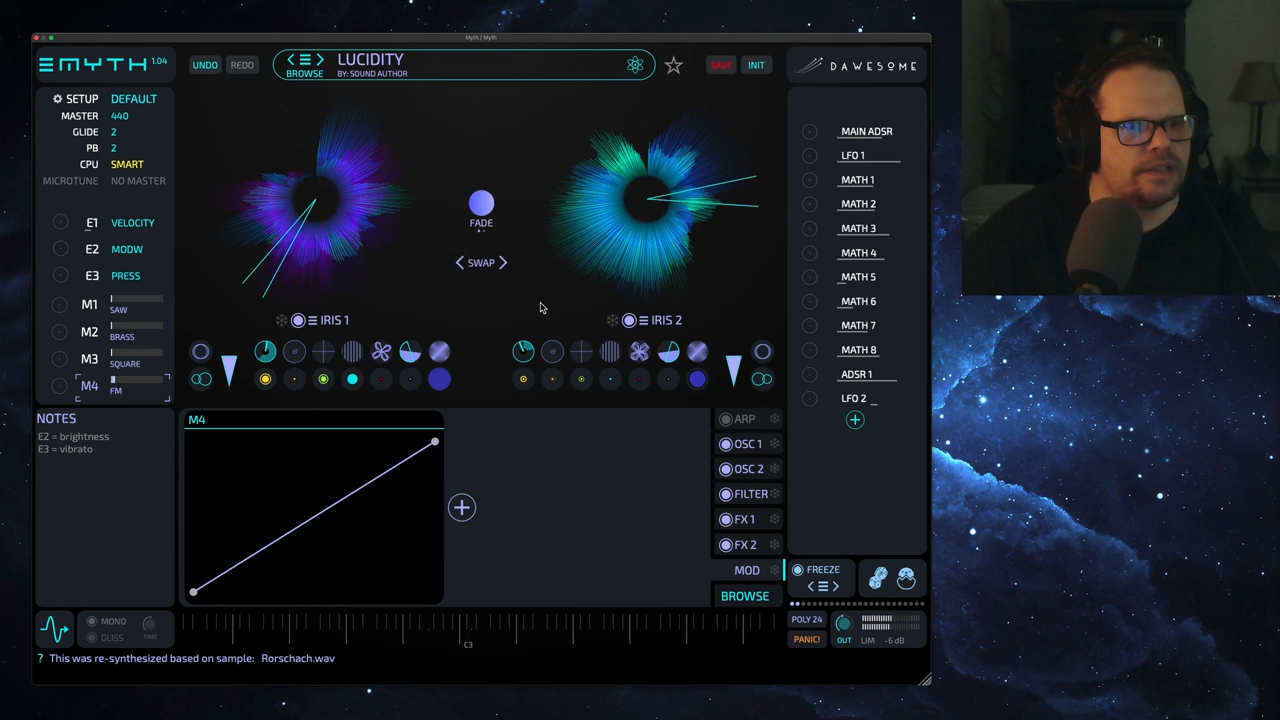 Myth / Myth
MYTH 1.04
UNDO
REDO
BROWSE
LUCIDITY
BY: SOUND AUTHOR
SAVE
INIT
DAWESOME
SETUP DEFAULT
MASTER 440
GLIDE 2
PB 2
CPU SMART
MICROTUNE NO MASTER
E1 VELOCITY
E2 MODW
E3 PRESS
M1 SAW
M2 BRASS
M3 SQUARE
M4 FM
FADE
SWAP
IRIS 1
IRIS 2
MAIN ADSR
LFO 1
MATH 1
MATH 2
MATH 3
MATH 4
MATH 5
MATH 6
MATH 7
MATH 8
ADSR 1
LFO 2
NOTES
E2 = brightness
E3 = vibrato
M4
ARP
OSC 1
OSC 2
FILTER
FX 1
FX 2
MOD
BROWSE
FREEZE
MONO
GLISS
TIME
C3
POLY 24
PANIC!
OUT
LIM
-6 dB
? This was re-synthesized based on sample: Rorschach.wav